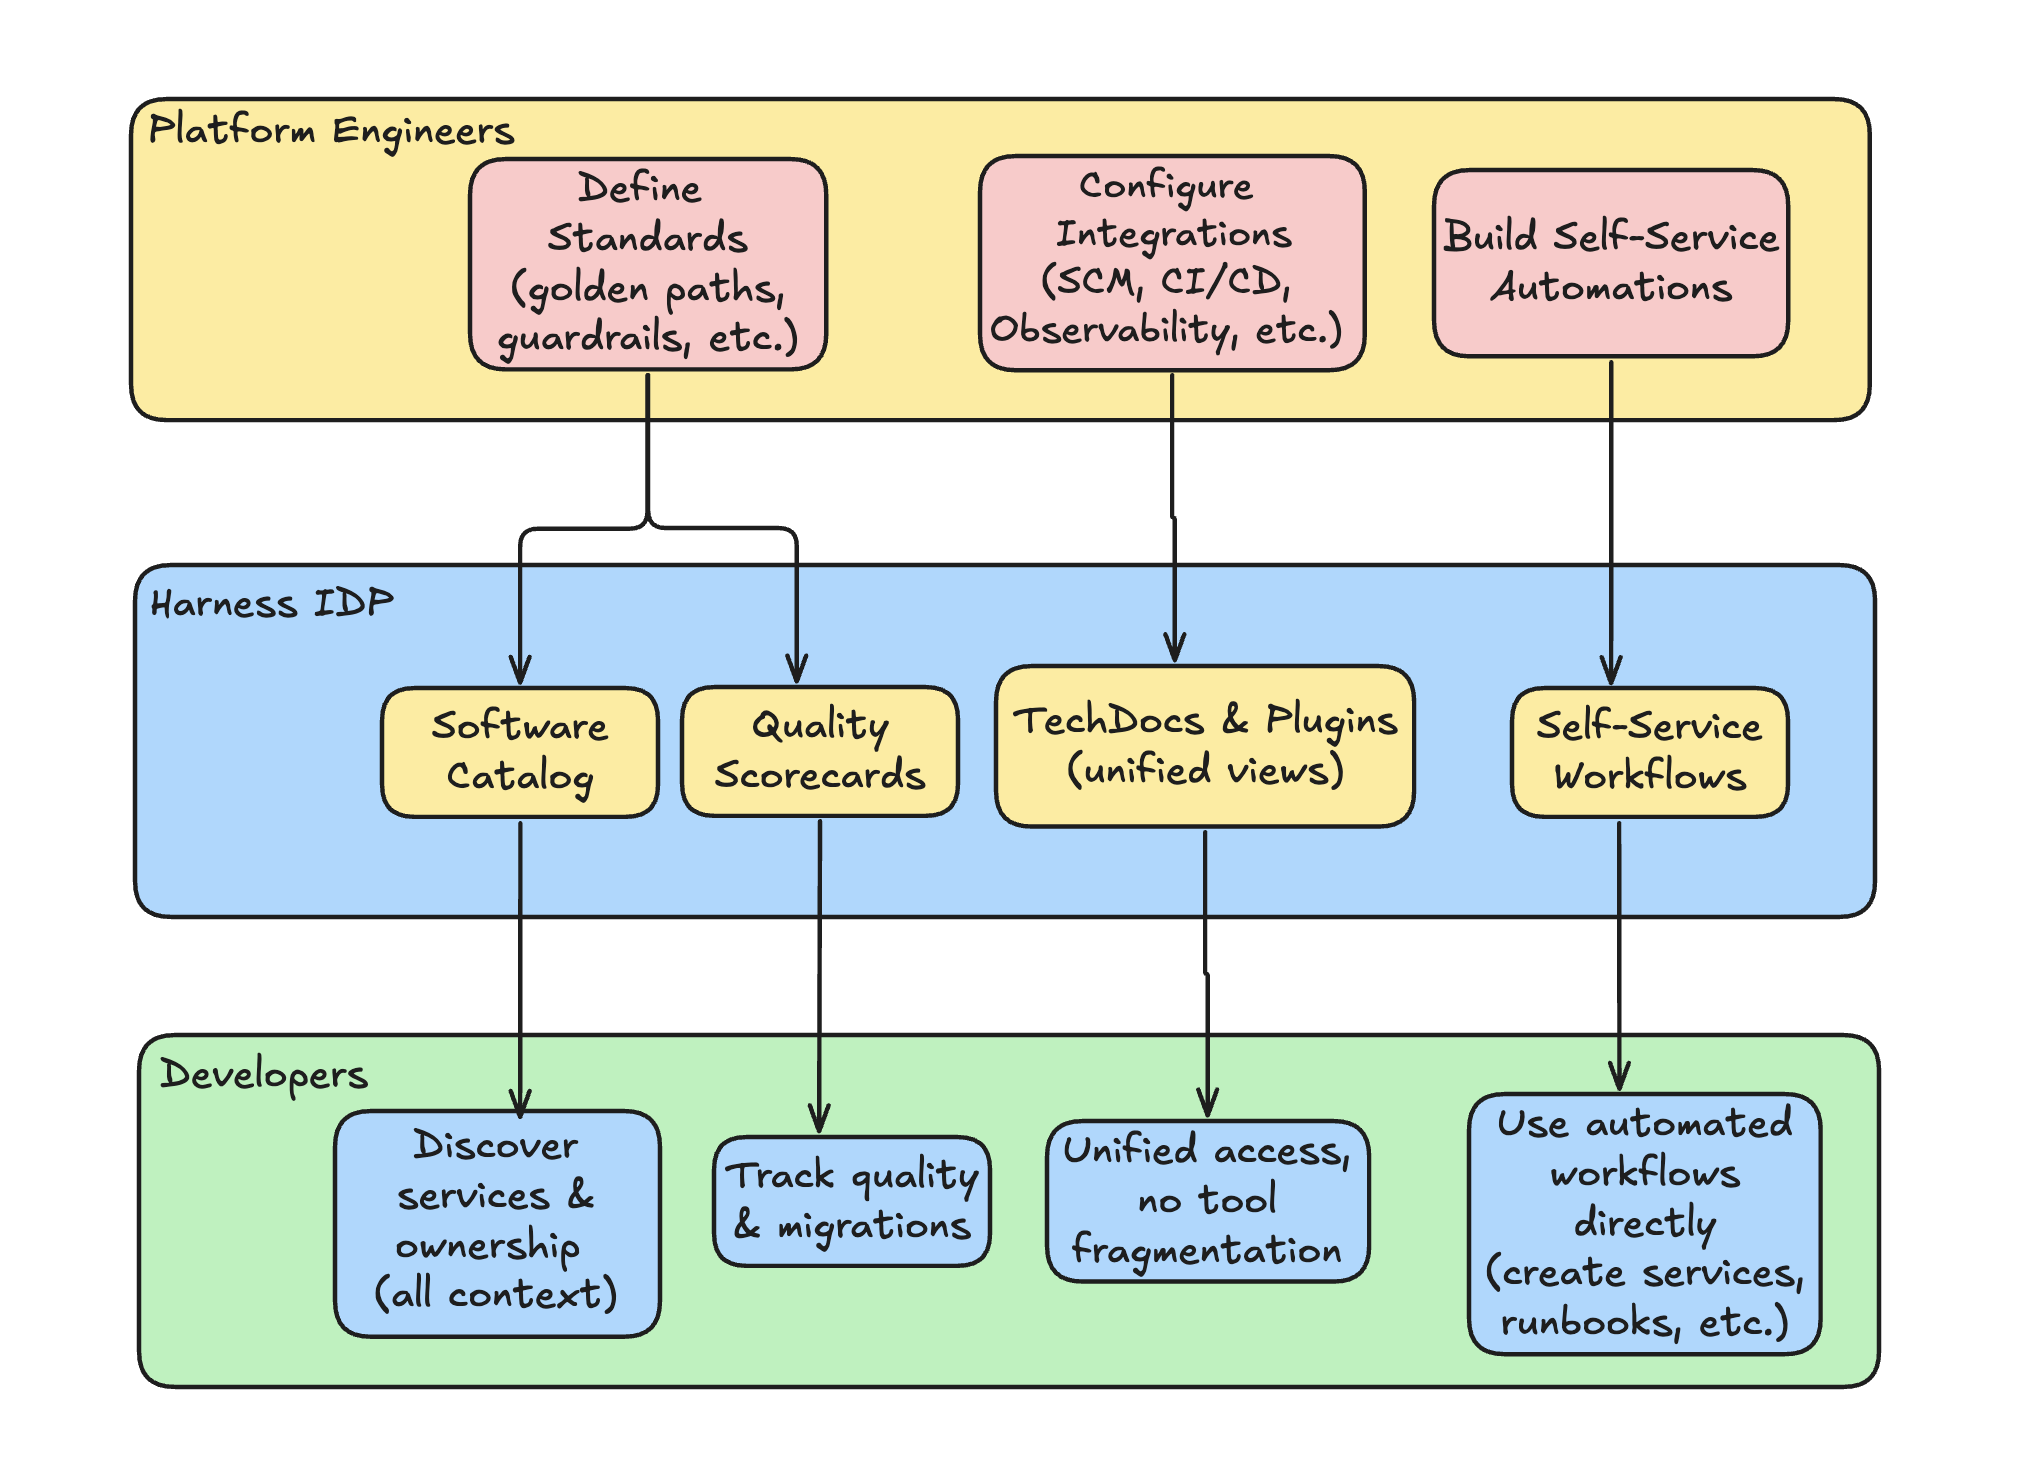 Platform Engineers
Define
Standards
(golden paths,
guardrails, etc.)
Configure
Integrations
(SCM, CI/CD,
Observability, etc.)
Build Self-Service
Automations
Harness IDP
Software
Catalog
Quality
Scorecards
TechDocs & Plugins
(unified views)
Self-Service
Workflows
Developers
Discover
services &
ownership
(all context)
Track quality
& migrations
Unified access,
no tool
fragmentation
Use automated
workflows
directly
(create services,
runbooks, etc.)